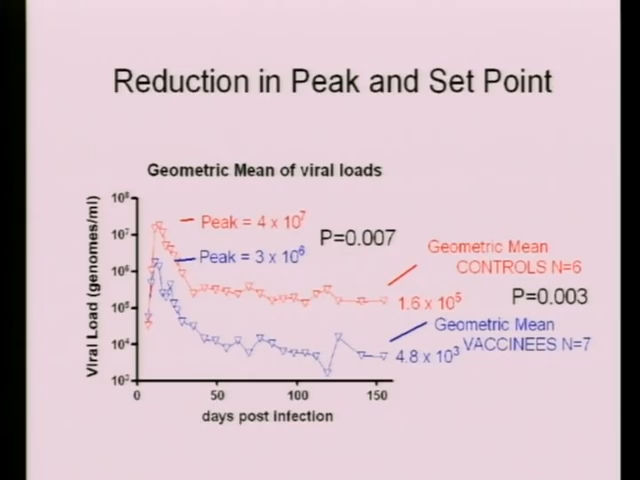 Reduction in Peak and Set Point
Geometric Mean of viral loads
Viral Load (genomes/ml)
10⁸
10⁷
10⁶
10⁵
10⁴
10³
Peak = 4 x 10⁷
Peak = 3 x 10⁶
P=0.007
Geometric Mean
CONTROLS N=6
1.6 x 10⁵
P=0.003
Geometric Mean
VACCINEES N=7
4.8 x 10³
0 50 100 150
days post infection